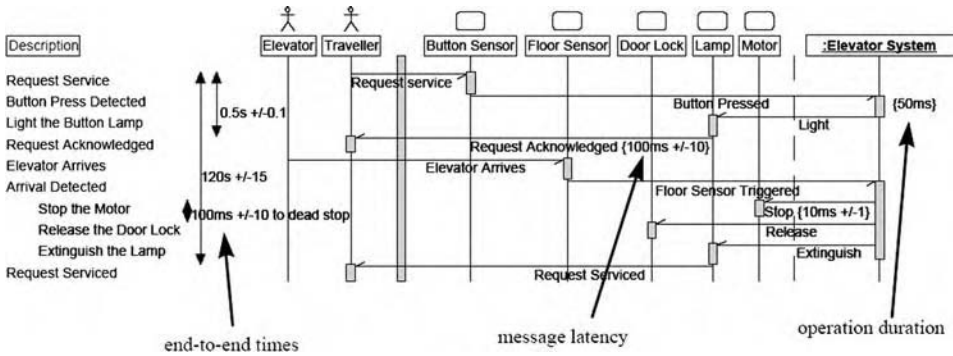 Description
Elevator
Traveller
Button Sensor
Floor Sensor
Door Lock
Lamp
Motor
:Elevator System
Request Service
Request service
Button Press Detected
Button Pressed
{50ms}
0.5s +/-0.1
Light the Button Lamp
Light
Request Acknowledged
Request Acknowledged {100ms +/-10}
Elevator Arrives
Elevator Arrives
120s +/-15
Arrival Detected
Floor Sensor Triggered
Stop the Motor
100ms +/-10 to dead stop
Stop {10ms +/-1}
Release the Door Lock
Release
Extinguish the Lamp
Extinguish
Request Serviced
Request Serviced
end-to-end times
message latency
operation duration